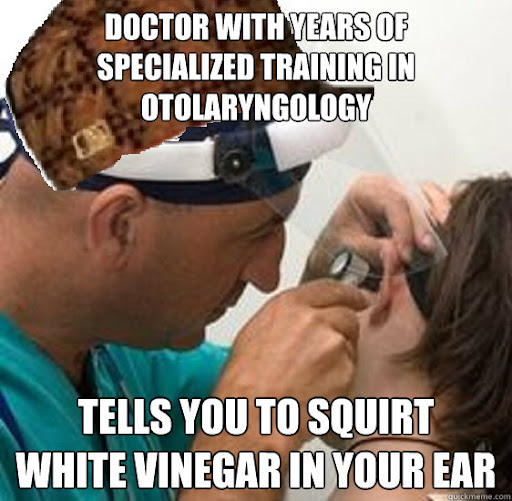 DOCTOR WITH YEARS OF
SPECIALIZED TRAINING IN
OTOLARYNGOLOGY
TELLS YOU TO SQUIRT
WHITE VINEGAR IN YOUR EAR
quickmeme.com